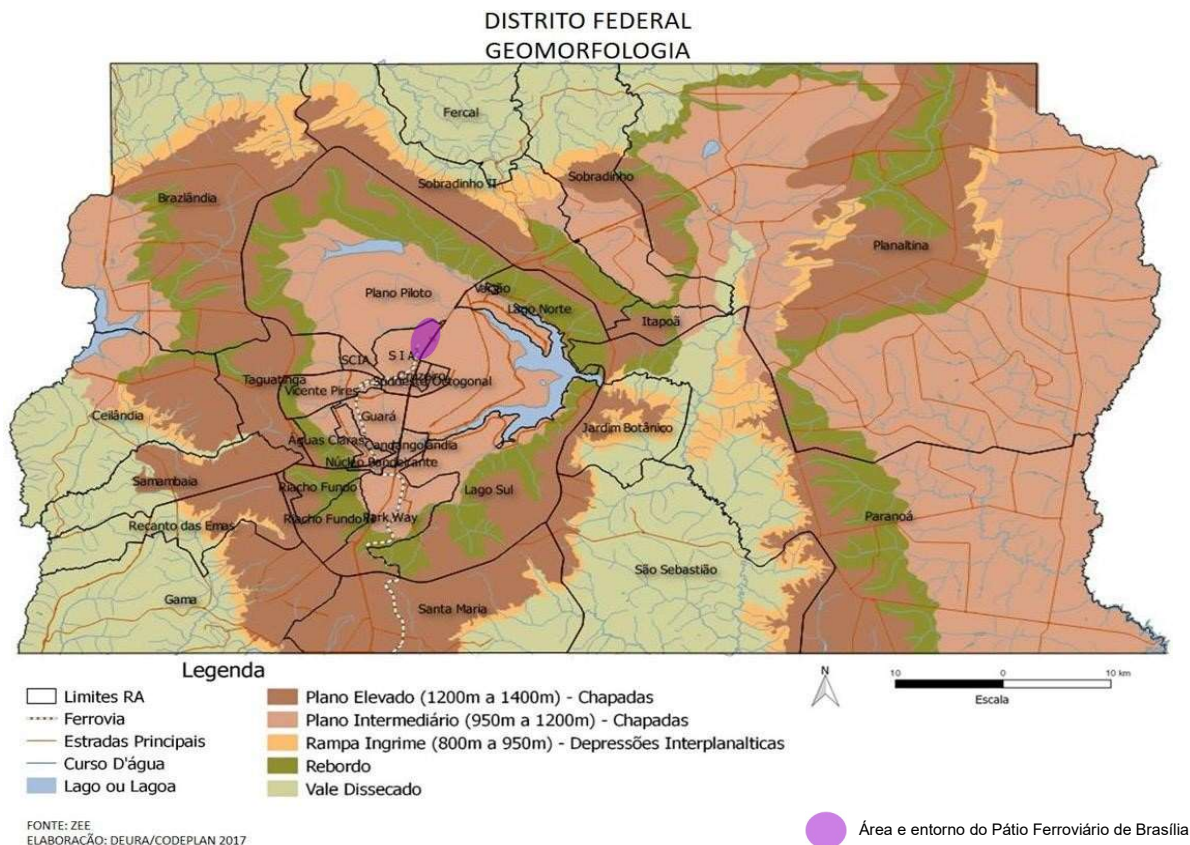 DISTRITO FEDERAL
GEOMORFOLOGIA
Fercal
Sobradinho II
Sobradinho
Brazlândia
Planaltina
Plano Piloto
Lago Norte
Itapoã
SCIA
S I A
Cruzeiro
Taguatinga
Vicente Pires
Sudoeste/Octogonal
Ceilândia
Guará
Jardim Botânico
Águas Claras
Candangolândia
Núcleo Bandeirante
Samambaia
Riacho Fundo
Lago Sul
Recanto das Emas
Riacho Fundo
Park Way
Paranoá
São Sebastião
Gama
Santa Maria
Legenda
Limites RA
Ferrovia
Estradas Principais
Curso D'água
Lago ou Lagoa
Plano Elevado (1200m a 1400m) - Chapadas
Plano Intermediário (950m a 1200m) - Chapadas
Rampa Ingrime (800m a 950m) - Depressões Interplanalticas
Rebordo
Vale Dissecado
N
10 0 10 km
Escala
FONTE: ZEE
ELABORAÇÃO: DEURA/CODEPLAN 2017
Área e entorno do Pátio Ferroviário de Brasília